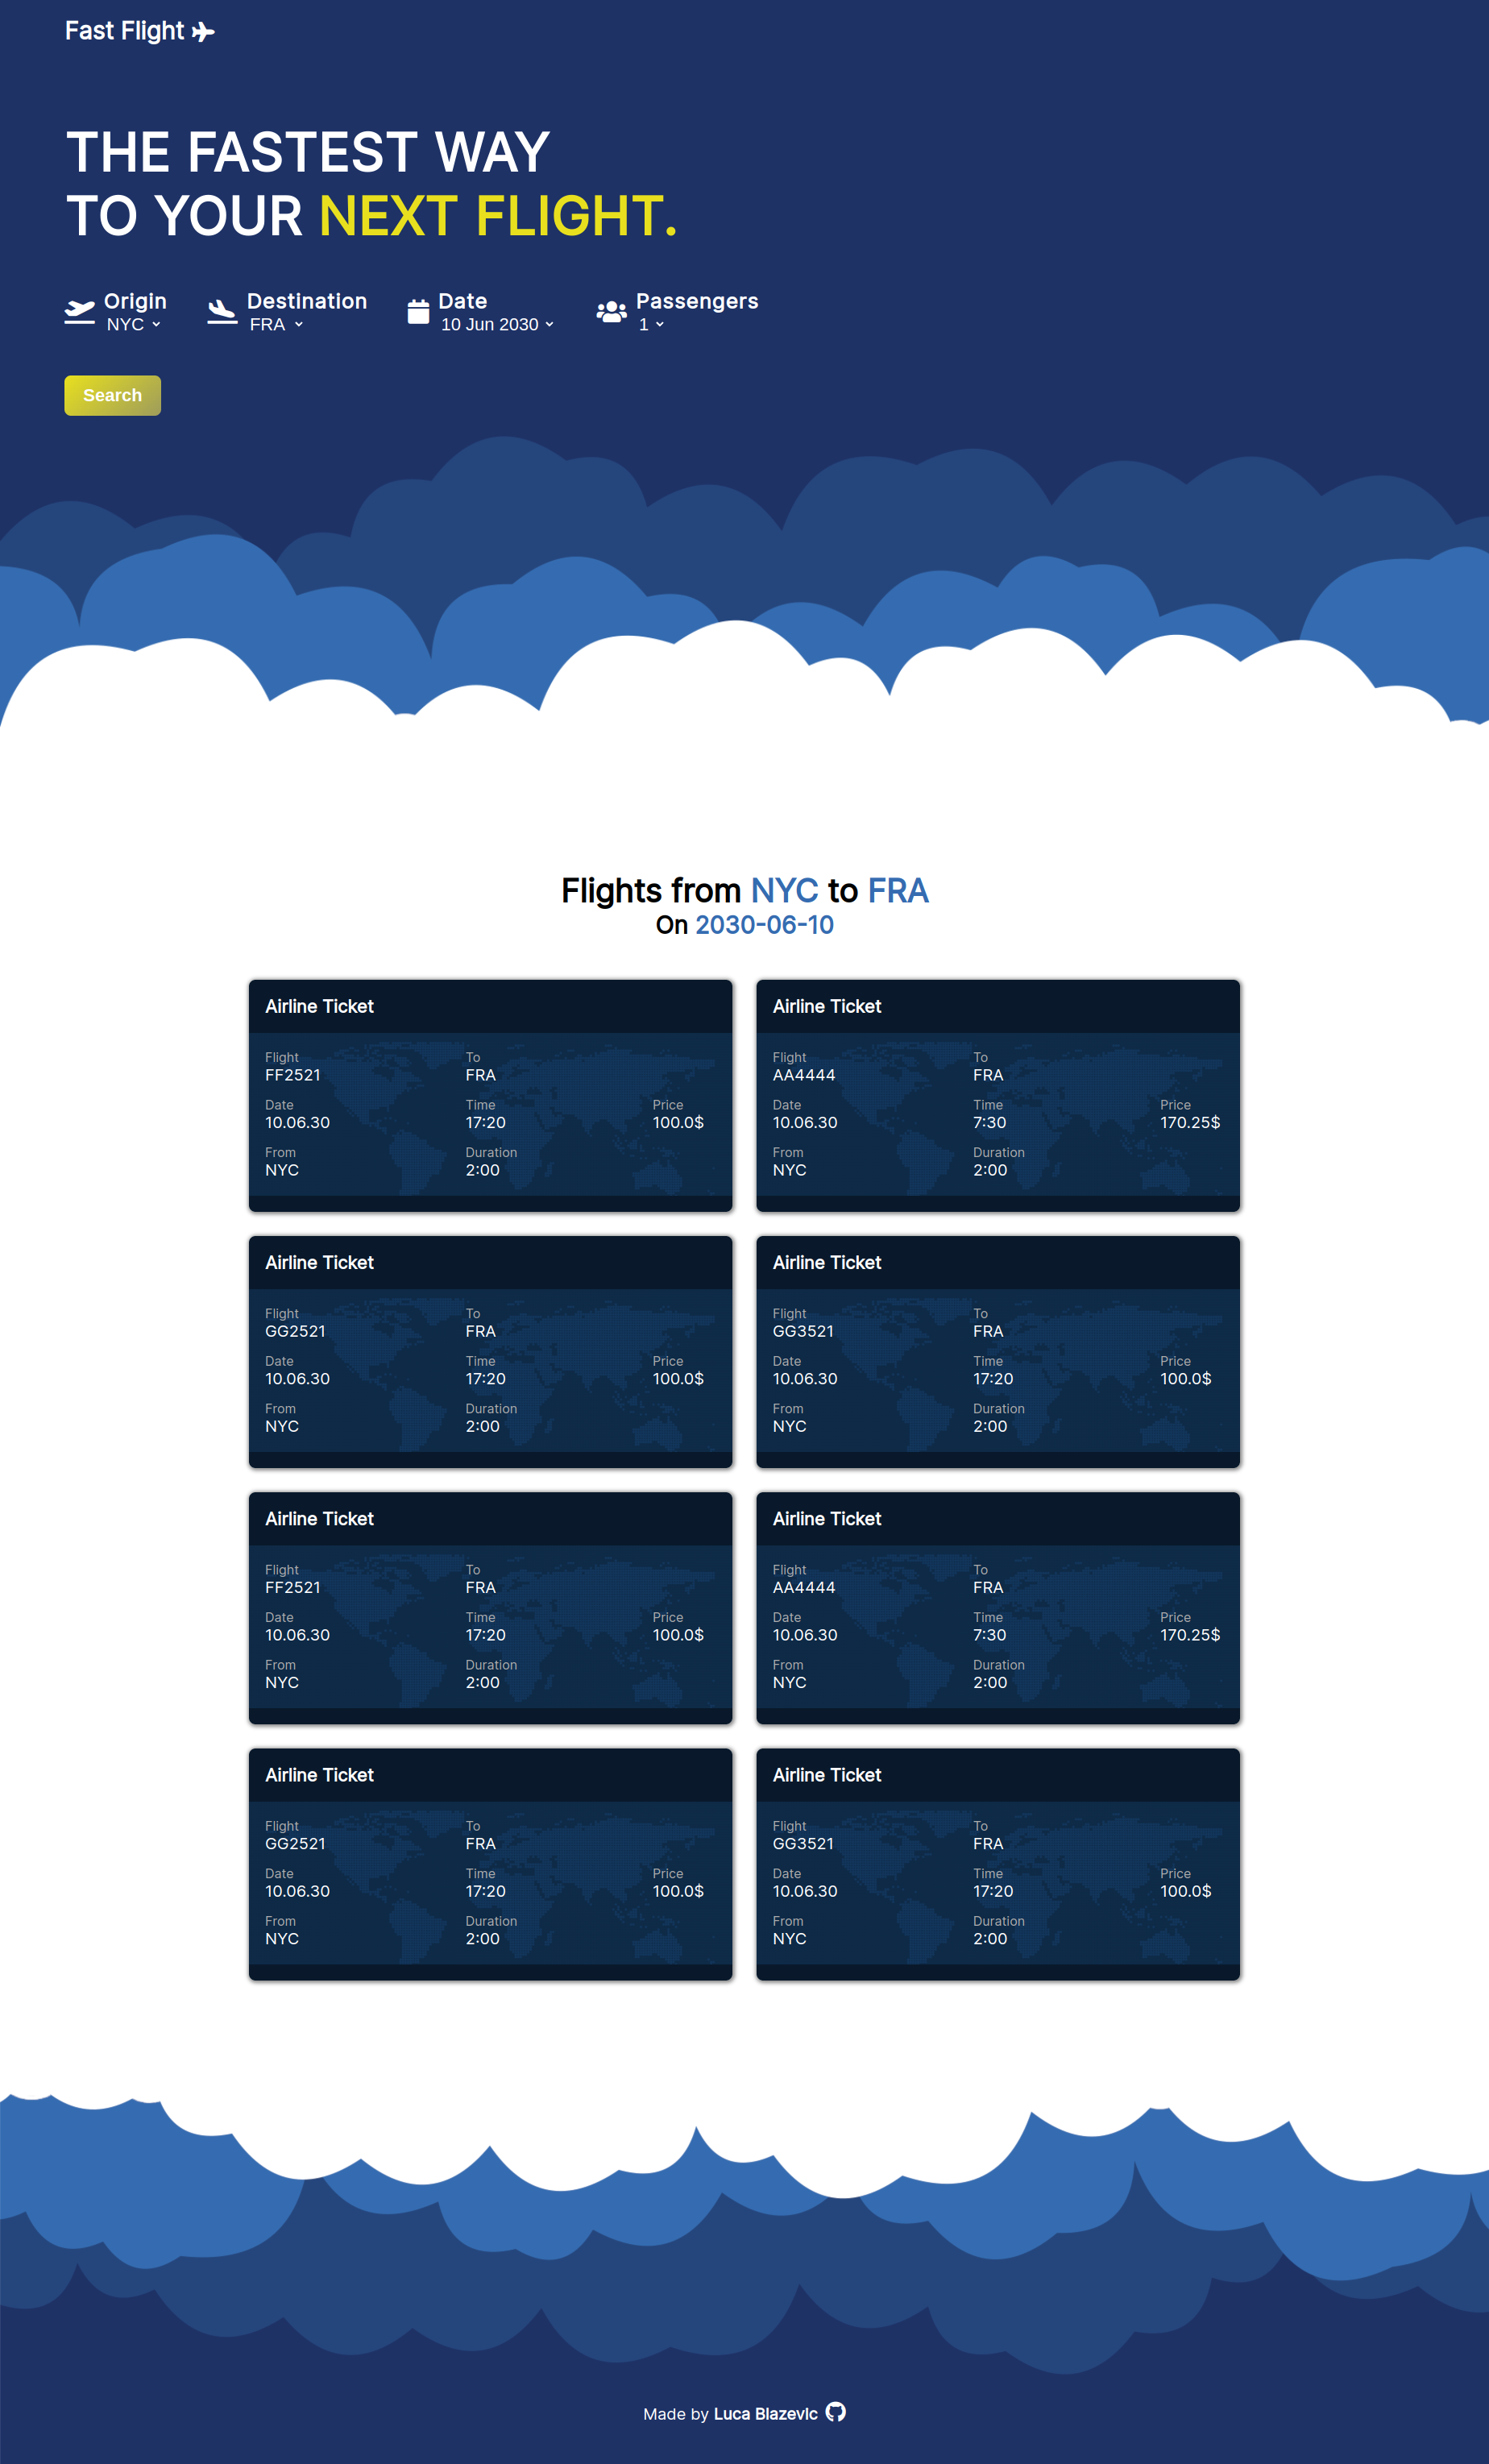 Fast Flight
THE FASTEST WAY
TO YOUR NEXT FLIGHT.
Origin
NYC
Destination
FRA
Date
10 Jun 2030
Passengers
1
Search
Flights from NYC to FRA
On 2030-06-10
Airline Ticket
Flight
FF2521
To
FRA
Date
10.06.30
Time
17:20
Price
100.0$
From
NYC
Duration
2:00
Airline Ticket
Flight
AA4444
To
FRA
Date
10.06.30
Time
7:30
Price
170.25$
From
NYC
Duration
2:00
Airline Ticket
Flight
GG2521
To
FRA
Date
10.06.30
Time
17:20
Price
100.0$
From
NYC
Duration
2:00
Airline Ticket
Flight
GG3521
To
FRA
Date
10.06.30
Time
17:20
Price
100.0$
From
NYC
Duration
2:00
Airline Ticket
Flight
FF2521
To
FRA
Date
10.06.30
Time
17:20
Price
100.0$
From
NYC
Duration
2:00
Airline Ticket
Flight
AA4444
To
FRA
Date
10.06.30
Time
7:30
Price
170.25$
From
NYC
Duration
2:00
Airline Ticket
Flight
GG2521
To
FRA
Date
10.06.30
Time
17:20
Price
100.0$
From
NYC
Duration
2:00
Airline Ticket
Flight
GG3521
To
FRA
Date
10.06.30
Time
17:20
Price
100.0$
From
NYC
Duration
2:00
Made by Luca Blazevic